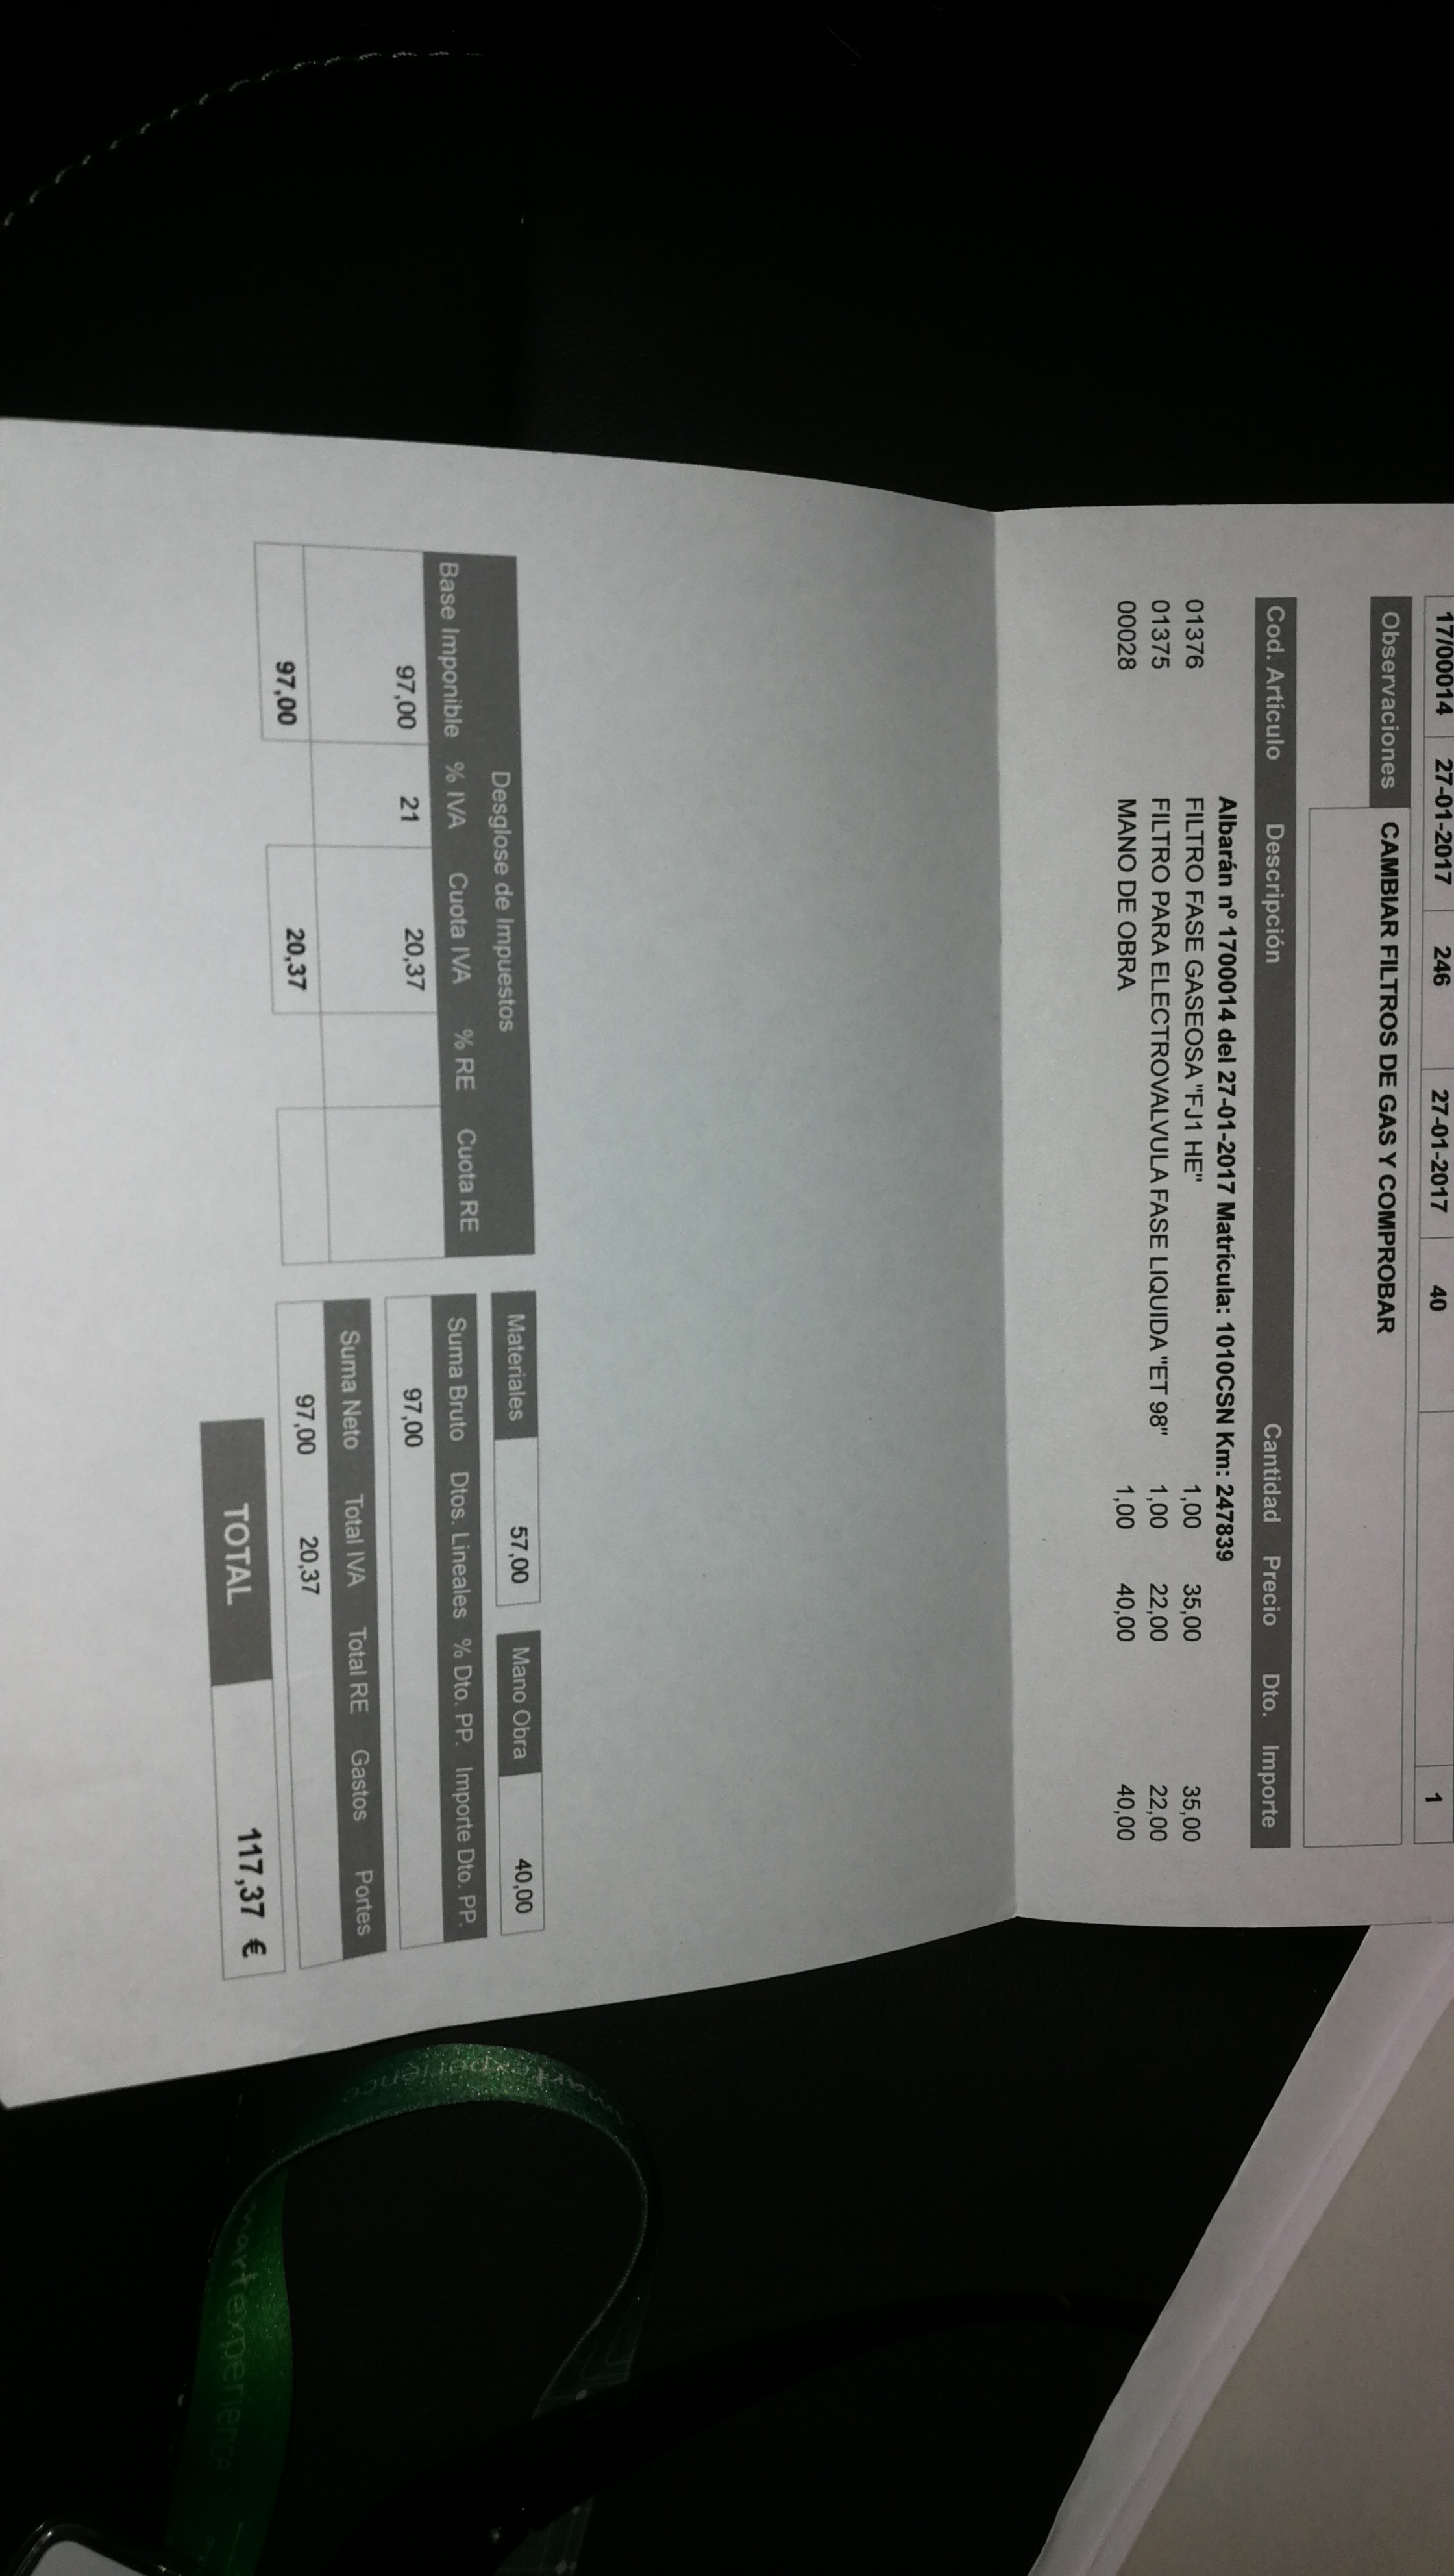 17/00014 27-01-2017 246 27-01-2017 40 1
Observaciones CAMBIAR FILTROS DE GAS Y COMPROBAR
Cod. Artículo Descripción Cantidad Precio Dto. Importe
Albarán nº 1700014 del 27-01-2017 Matrícula: 1010CSN Km: 247839
01376 FILTRO FASE GASEOSA "FJ1 HE" 1,00 35,00 35,00
01375 FILTRO PARA ELECTROVALVULA FASE LIQUIDA "ET 98" 1,00 22,00 22,00
00028 MANO DE OBRA 1,00 40,00 40,00
Materiales 57,00 Mano Obra 40,00
Desglose de Impuestos
Base Imponible % IVA Cuota IVA % RE Cuota RE
97,00 21 20,37
97,00 20,37
Suma Bruto Dtos. Lineales % Dto. PP. Importe Dto. PP.
97,00
Suma Neto Total IVA Total RE Gastos Portes
97,00 20,37
TOTAL 117,37 €